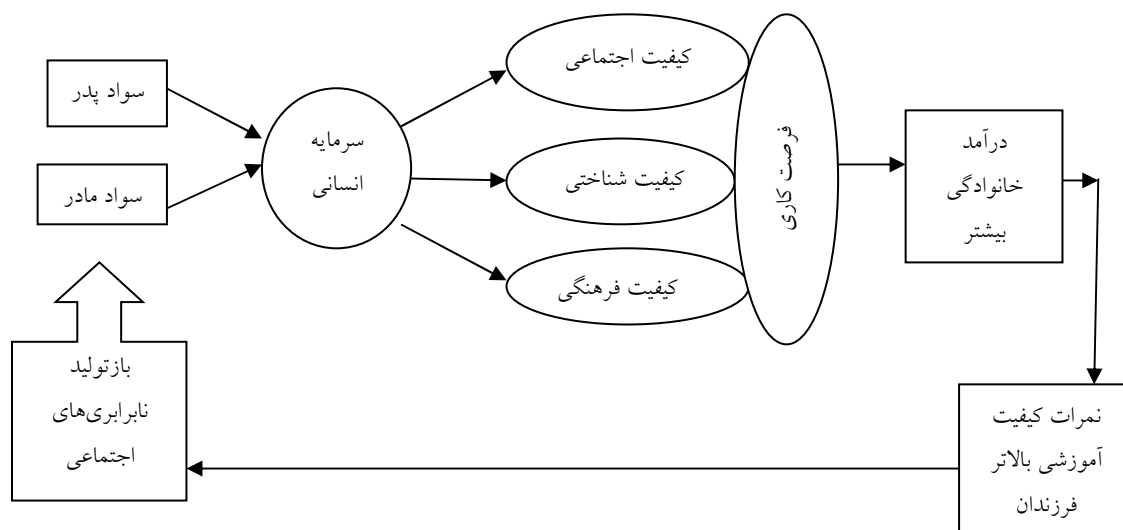 سواد پدر
سواد مادر
سرمایه
انسانی
کیفیت اجتماعی
کیفیت شناختی
کیفیت فرهنگی
فرصت کاری
درآمد
خانوادگی
بیشتر
نمرات کیفیت
آموزشی بالاتر
فرزندان
بازتولید
نابرابری‌های
اجتماعی